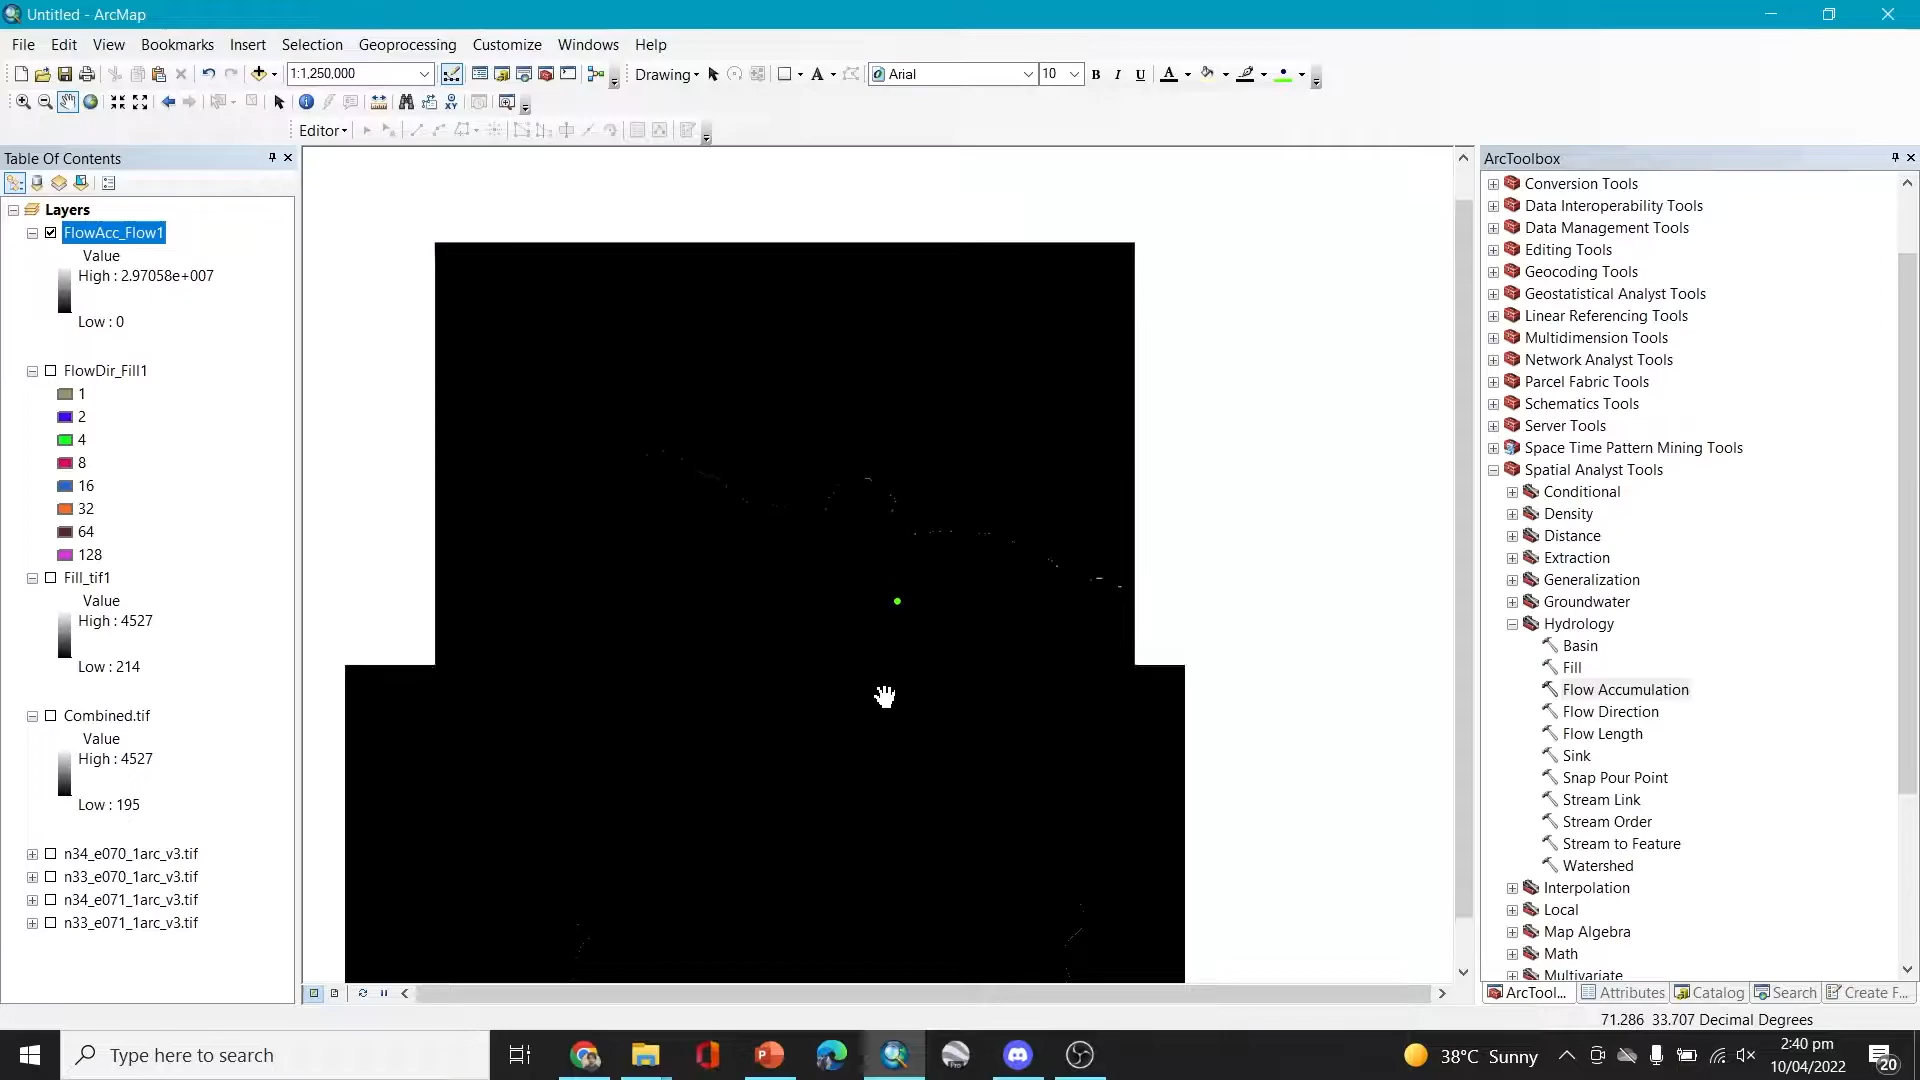 Untitled - ArcMap
File Edit View Bookmarks Insert Selection Geoprocessing Customize Windows Help
1:1,250,000 Drawing A Arial 10 B I U A
Editor
Table Of Contents
Layers
FlowAcc_Flow1
Value
High : 2.97058e+007
Low : 0
FlowDir_Fill1
1
2
4
8
16
32
64
128
Fill_tif1
Value
High : 4527
Low : 214
Combined.tif
Value
High : 4527
Low : 195
n34_e070_1arc_v3.tif
n33_e070_1arc_v3.tif
n34_e071_1arc_v3.tif
n33_e071_1arc_v3.tif
ArcToolbox
Conversion Tools
Data Interoperability Tools
Data Management Tools
Editing Tools
Geocoding Tools
Geostatistical Analyst Tools
Linear Referencing Tools
Multidimension Tools
Network Analyst Tools
Parcel Fabric Tools
Schematics Tools
Server Tools
Space Time Pattern Mining Tools
Spatial Analyst Tools
Conditional
Density
Distance
Extraction
Generalization
Groundwater
Hydrology
Basin
Fill
Flow Accumulation
Flow Direction
Flow Length
Sink
Snap Pour Point
Stream Link
Stream Order
Stream to Feature
Watershed
Interpolation
Local
Map Algebra
Math
Multivariate
ArcTool... Attributes Catalog Search Create F...
71.286 33.707 Decimal Degrees
Type here to search
38°C Sunny
2:40 pm
10/04/2022
20